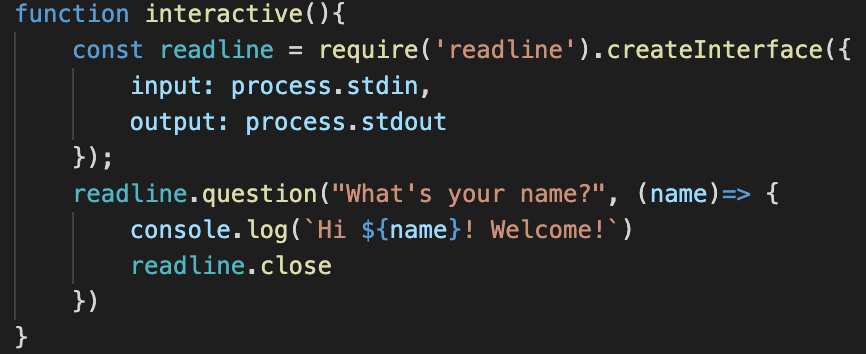 function interactive(){
    const readline = require('readline').createInterface({
        input: process.stdin,
        output: process.stdout
    });
    readline.question("What's your name?", (name)=> {
        console.log(`Hi ${name}! Welcome!`)
        readline.close
    })
}